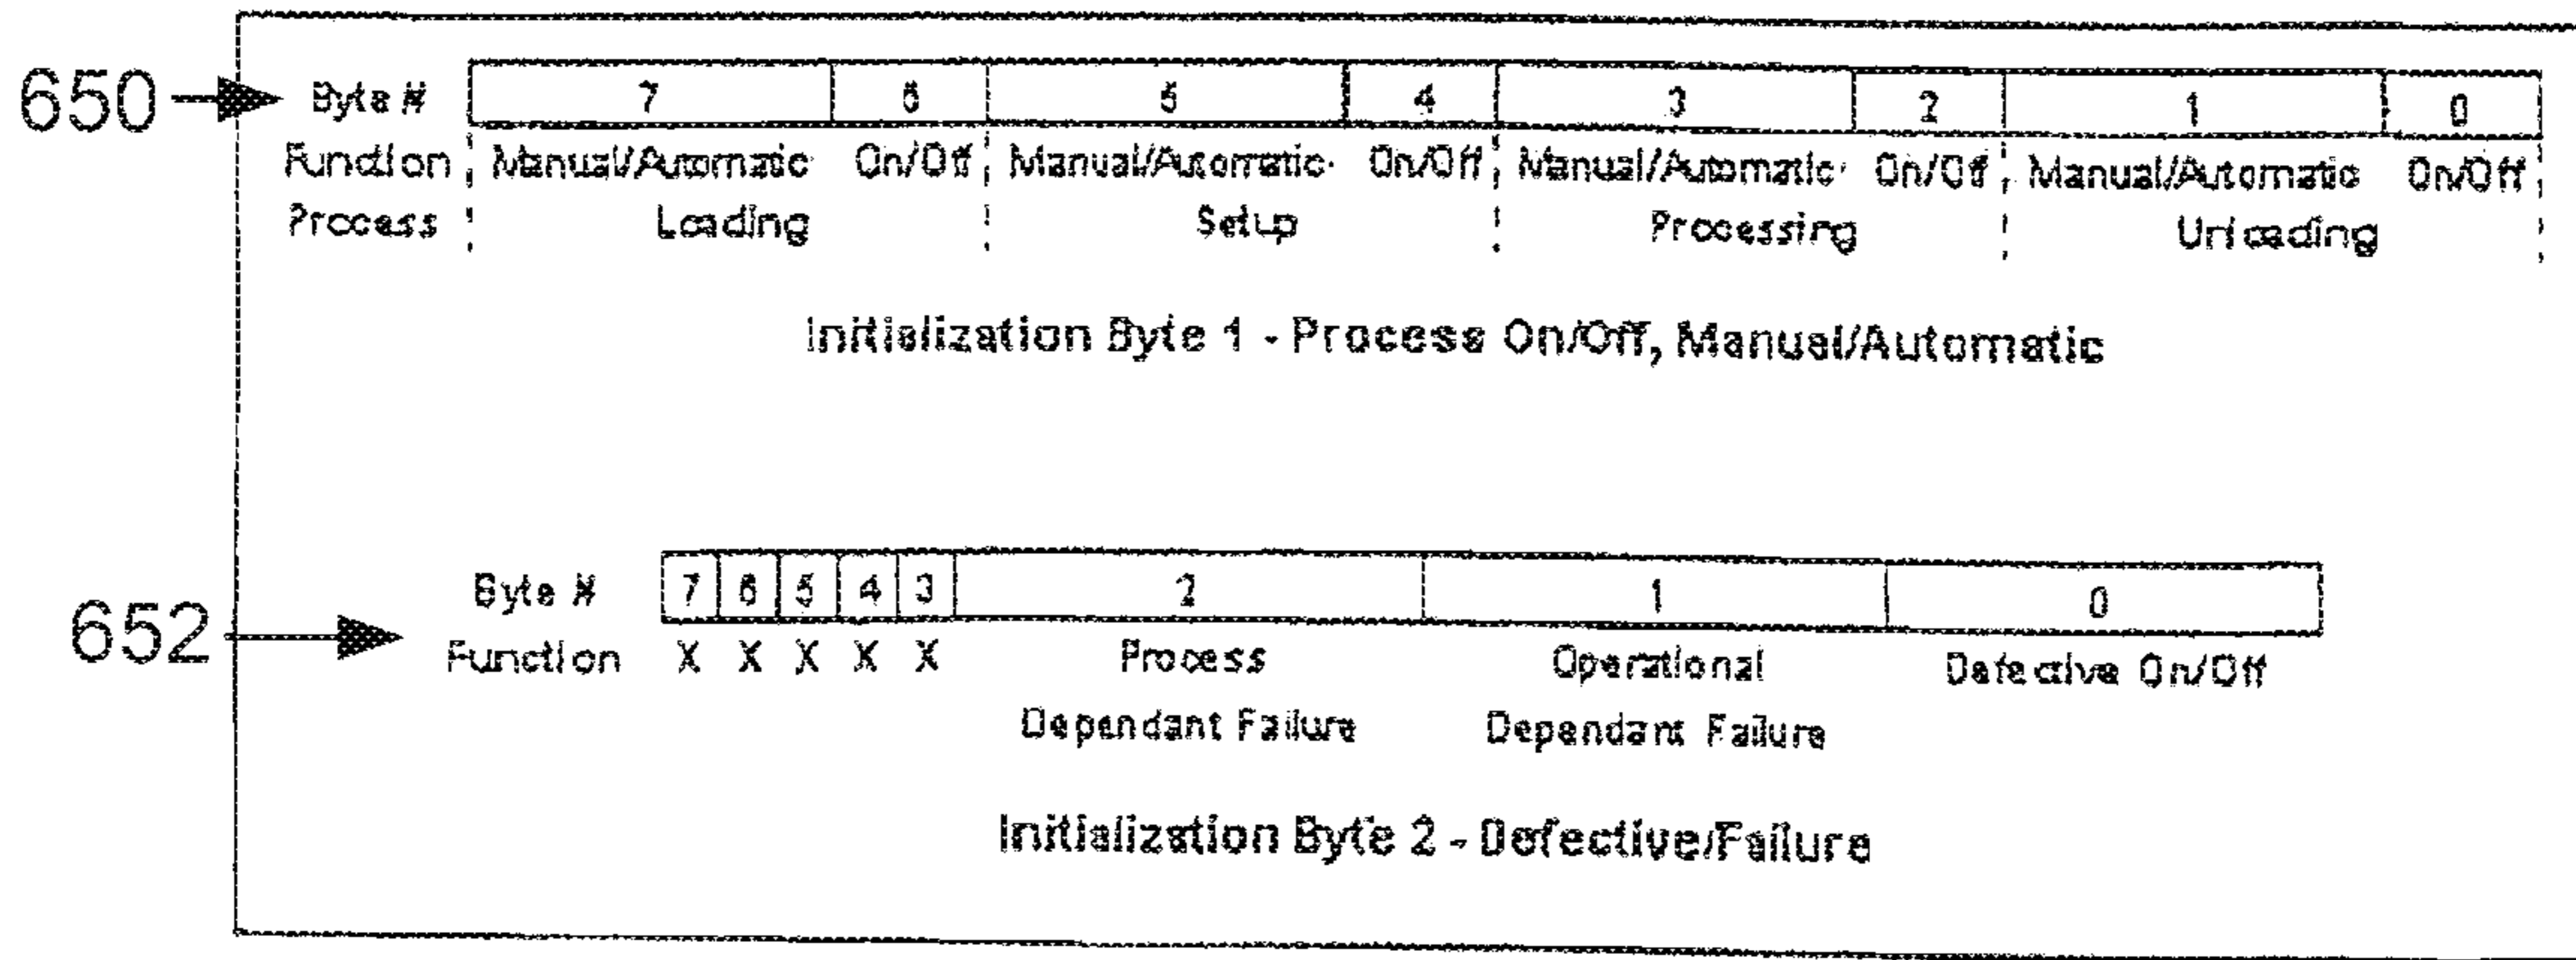 650
Byte # 7 6 5 4 3 2 1 0
Function Manual/Automatic On/Off Manual/Automatic On/Off Manual/Automatic On/Off Manual/Automatic On/Off
Process Loading Setup Processing Unloading
Initialization Byte 1 - Process On/Off, Manual/Automatic
652
Byte # 7 6 5 4 3 2 1 0
Function X X X X X Process Operational Defective On/Off
Dependant Failure Dependant Failure
Initialization Byte 2 - Defective/Failure